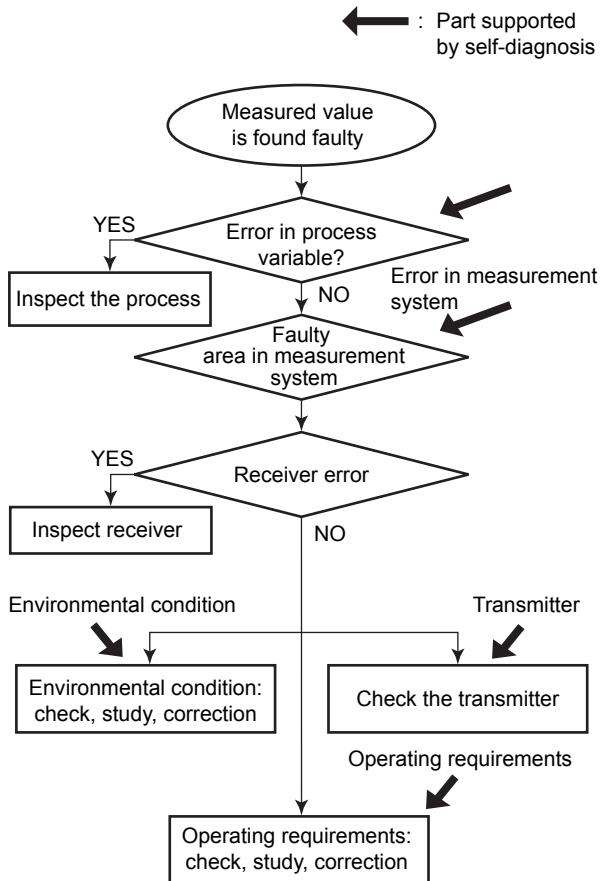 : Part supported
by self-diagnosis
Measured value
is found faulty
Error in process
variable?
YES
Inspect the process
NO
Error in measurement
system
Faulty
area in measurement
system
YES
Receiver error
Inspect receiver
NO
Environmental condition
Transmitter
Environmental condition:
check, study, correction
Check the transmitter
Operating requirements
Operating requirements:
check, study, correction